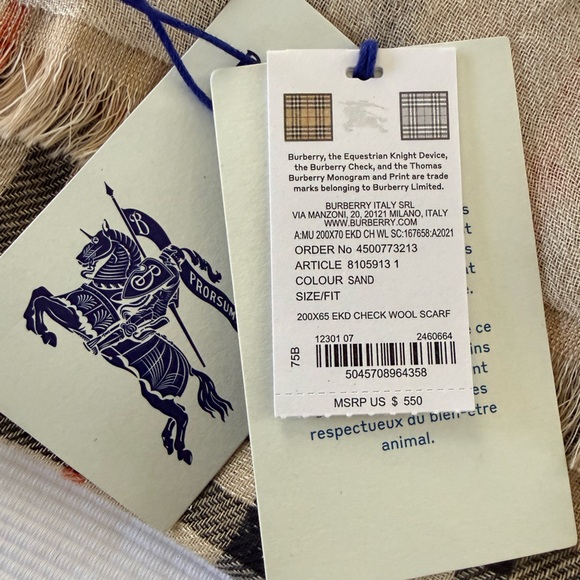 Burberry, the Equestrian Knight Device,
the Burberry Check, and the Thomas
Burberry Monogram and Print are trade
marks belonging to Burberry Limited.
BURBERRY ITALY SRL
VIA MANZONI, 20, 20121 MILANO, ITALY
WWW.BURBERRY.COM
A:MU 200X70 EKD CH WL SC:167658:A2021
ORDER No 4500773213
ARTICLE 8105913 1
COLOUR SAND
SIZE/FIT
200X65 EKD CHECK WOOL SCARF
75B
12301 07 2460664
5045708964358
MSRP US $ 550
B
PRORSUM
ce
respectueux du bien-être
animal.